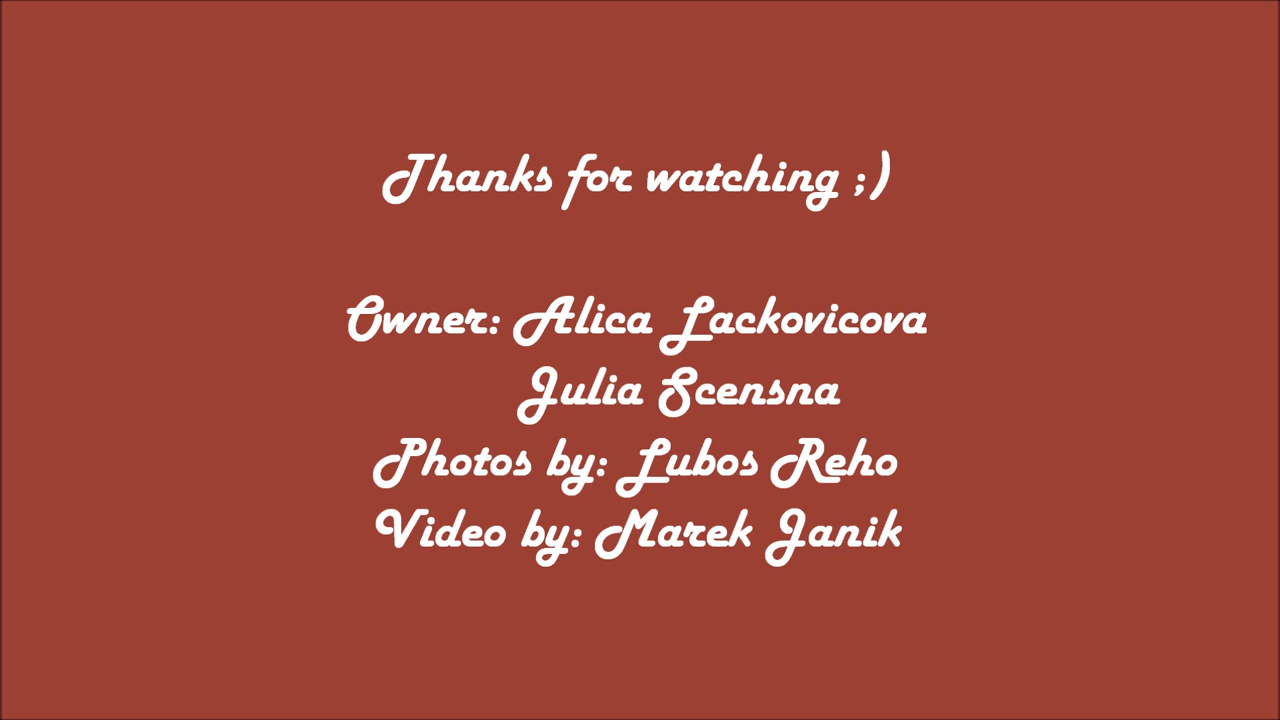 Thanks for watching ;)
Owner: Alica Lackovicova
Julia Scensna
Photos by: Lubos Reho
Video by: Marek Janik